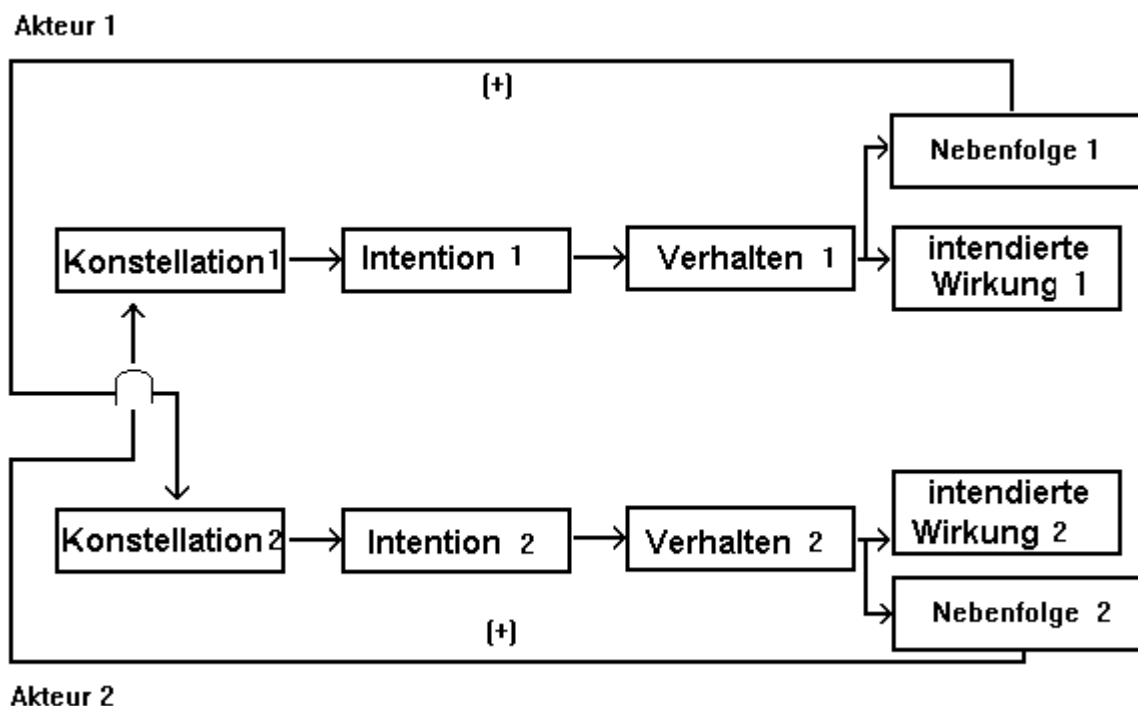 Akteur 1
(+)
Nebenfolge 1
Konstellation 1
Intention 1
Verhalten 1
intendierte
Wirkung 1
Konstellation 2
Intention 2
Verhalten 2
intendierte
Wirkung 2
Nebenfolge 2
(+)
Akteur 2